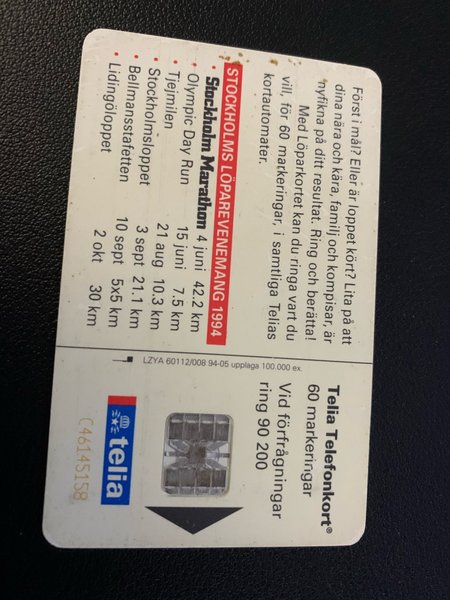 Först i mål? Eller är loppet kört? Lita på att
dina nära och kära, familj och kompisar, är
nyfikna på ditt resultat. Ring och berätta!
Med Löparkortet kan du ringa vart du
vill, för 60 markeringar, i samtliga Telias
kortautomater.
STOCKHOLMS LÖPAREVENEMANG 1994
• Stockholm Marathon 4 juni 42.2 km
• Olympic Day Run 15 juni 7.5 km
• Tjejmilen 21 aug 10.3 km
• Stockholmsloppet 3 sept 21.1 km
• Bellmansstafetten 10 sept 5x5 km
• Lidingöloppet 2 okt 30 km
LZYA 60112/008 94-05 upplaga 100.000 ex.
Telia Telefonkort®
60 markeringar
Vid förfrågningar
ring 90 200
telia
C46145158